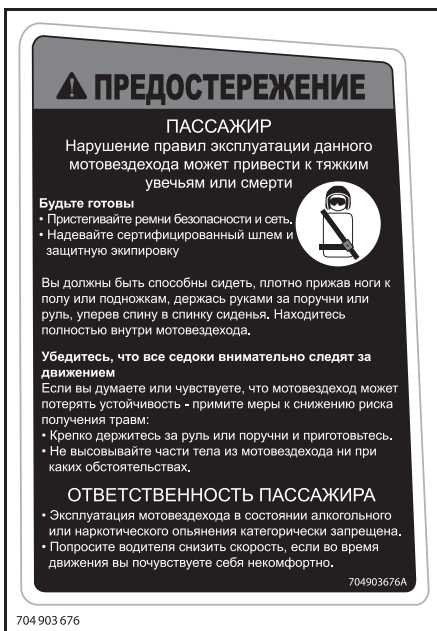 ПРЕДОСТЕРЕЖЕНИЕ
ПАССАЖИР
Нарушение правил эксплуатации данного
мотовездехода может привести к тяжким
увечьям или смерти
Будьте готовы
• Пристегивайте ремни безопасности и сеть.
• Надевайте сертифицированный шлем и
защитную экипировку
Вы должны быть способны сидеть, плотно прижав ноги к
полу или подножкам, держась руками за поручни или
руль, уперев спину в спинку сиденья. Находитесь
полностью внутри мотовездехода.
Убедитесь, что все седоки внимательно следят за
движением
Если вы думаете или чувствуете, что мотовездеход может
потерять устойчивость - примите меры к снижению риска
получения травм:
• Крепко держитесь за руль или поручни и приготовьтесь.
• Не высовывайте части тела из мотовездехода ни при
каких обстоятельствах.
ОТВЕТСТВЕННОСТЬ ПАССАЖИРА
• Эксплуатация мотовездехода в состоянии алкогольного
или наркотического опьянения категорически запрещена.
• Попросите водителя снизить скорость, если во время
движения вы почувствуете себя некомфортно.
704903676A
704 903 676